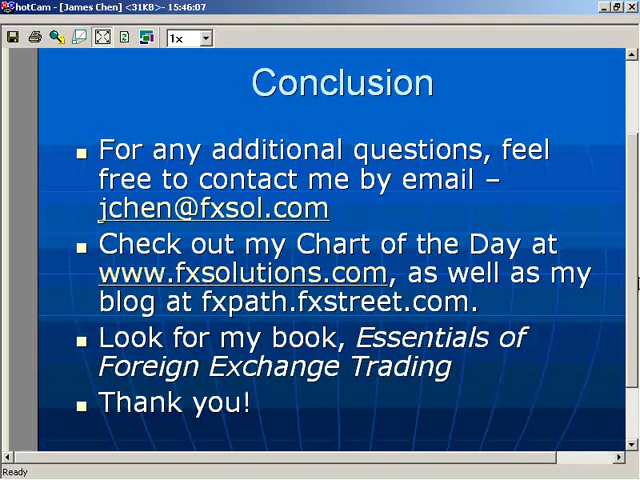 hotCam - [James Chen] <31KB>- 15:46:07
1x
Conclusion
For any additional questions, feel
free to contact me by email –
jchen@fxsol.com
Check out my Chart of the Day at
www.fxsolutions.com, as well as my
blog at fxpath.fxstreet.com.
Look for my book, Essentials of
Foreign Exchange Trading
Thank you!
Ready